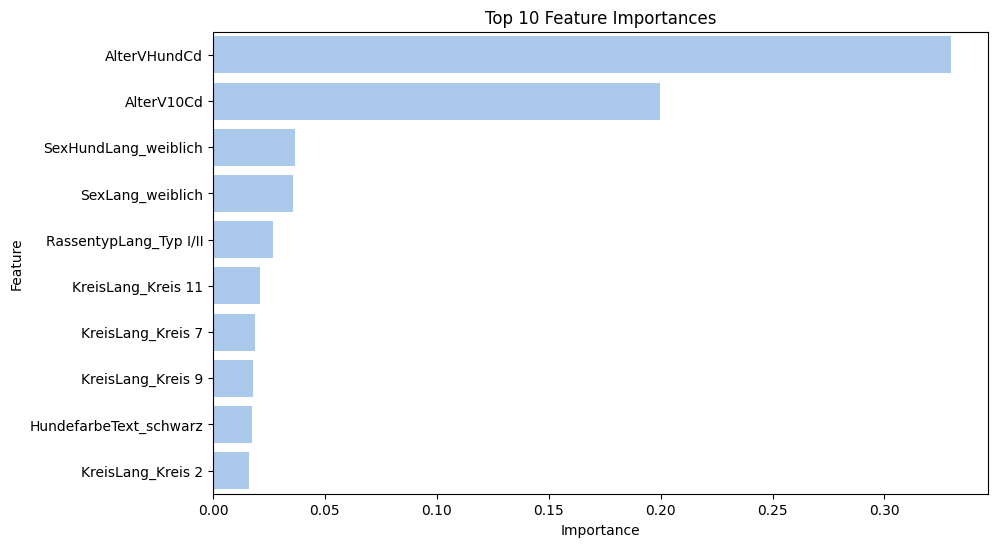 Top 10 Feature Importances
Feature
AlterVHundCd
AlterV10Cd
SexHundLang_weiblich
SexLang_weiblich
RassentypLang_Typ I/II
KreisLang_Kreis 11
KreisLang_Kreis 7
KreisLang_Kreis 9
HundefarbeText_schwarz
KreisLang_Kreis 2
0.00 0.05 0.10 0.15 0.20 0.25 0.30
Importance